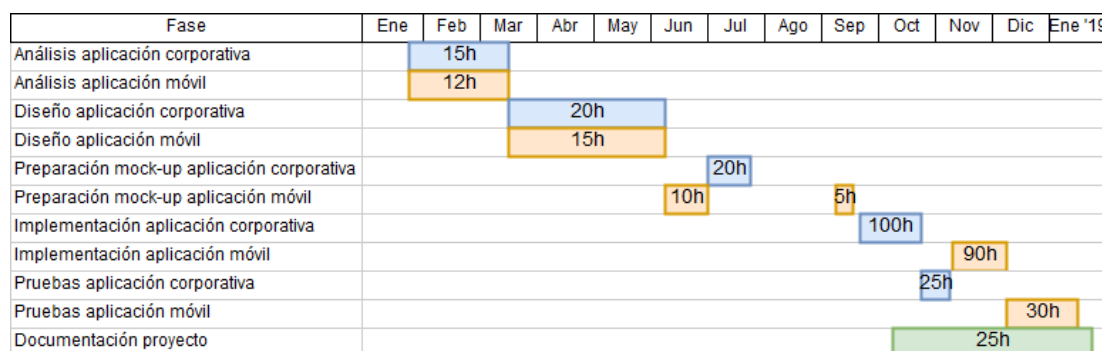 Fase Ene Feb Mar Abr May Jun Jul Ago Sep Oct Nov Dic Ene '19
Análisis aplicación corporativa 15h
Análisis aplicación móvil 12h
Diseño aplicación corporativa 20h
Diseño aplicación móvil 15h
Preparación mock-up aplicación corporativa 20h
Preparación mock-up aplicación móvil 10h 5h
Implementación aplicación corporativa 100h
Implementación aplicación móvil 90h
Pruebas aplicación corporativa 25h
Pruebas aplicación móvil 30h
Documentación proyecto 25h